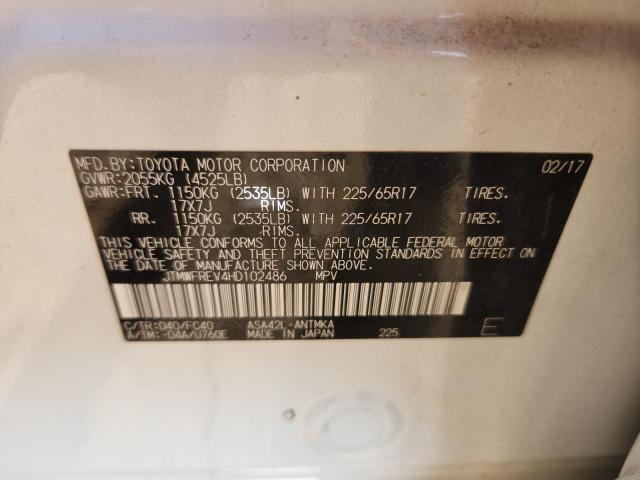 MFD. BY: TOYOTA MOTOR CORPORATION 02/17
GVWR: 2055KG (4525LB)
GAWR: FRT. 1150KG (2535LB) WITH 225/65R17 TIRES.
17X7J RIMS.
RR. 1150KG (2535LB) WITH 225/65R17 TIRES.
17X7J RIMS.
THIS VEHICLE CONFORMS TO ALL APPLICABLE FEDERAL MOTOR
VEHICLE SAFETY AND THEFT PREVENTION STANDARDS IN
EFFECT ON THE DATE OF MANUFACTURE SHOWN ABOVE.
JTMWFREV4HD102486 MPV
C/TR: 040/FC40 ASA42L-ANTMKA
A/TM: -04A/U760E MADE IN JAPAN 225 E